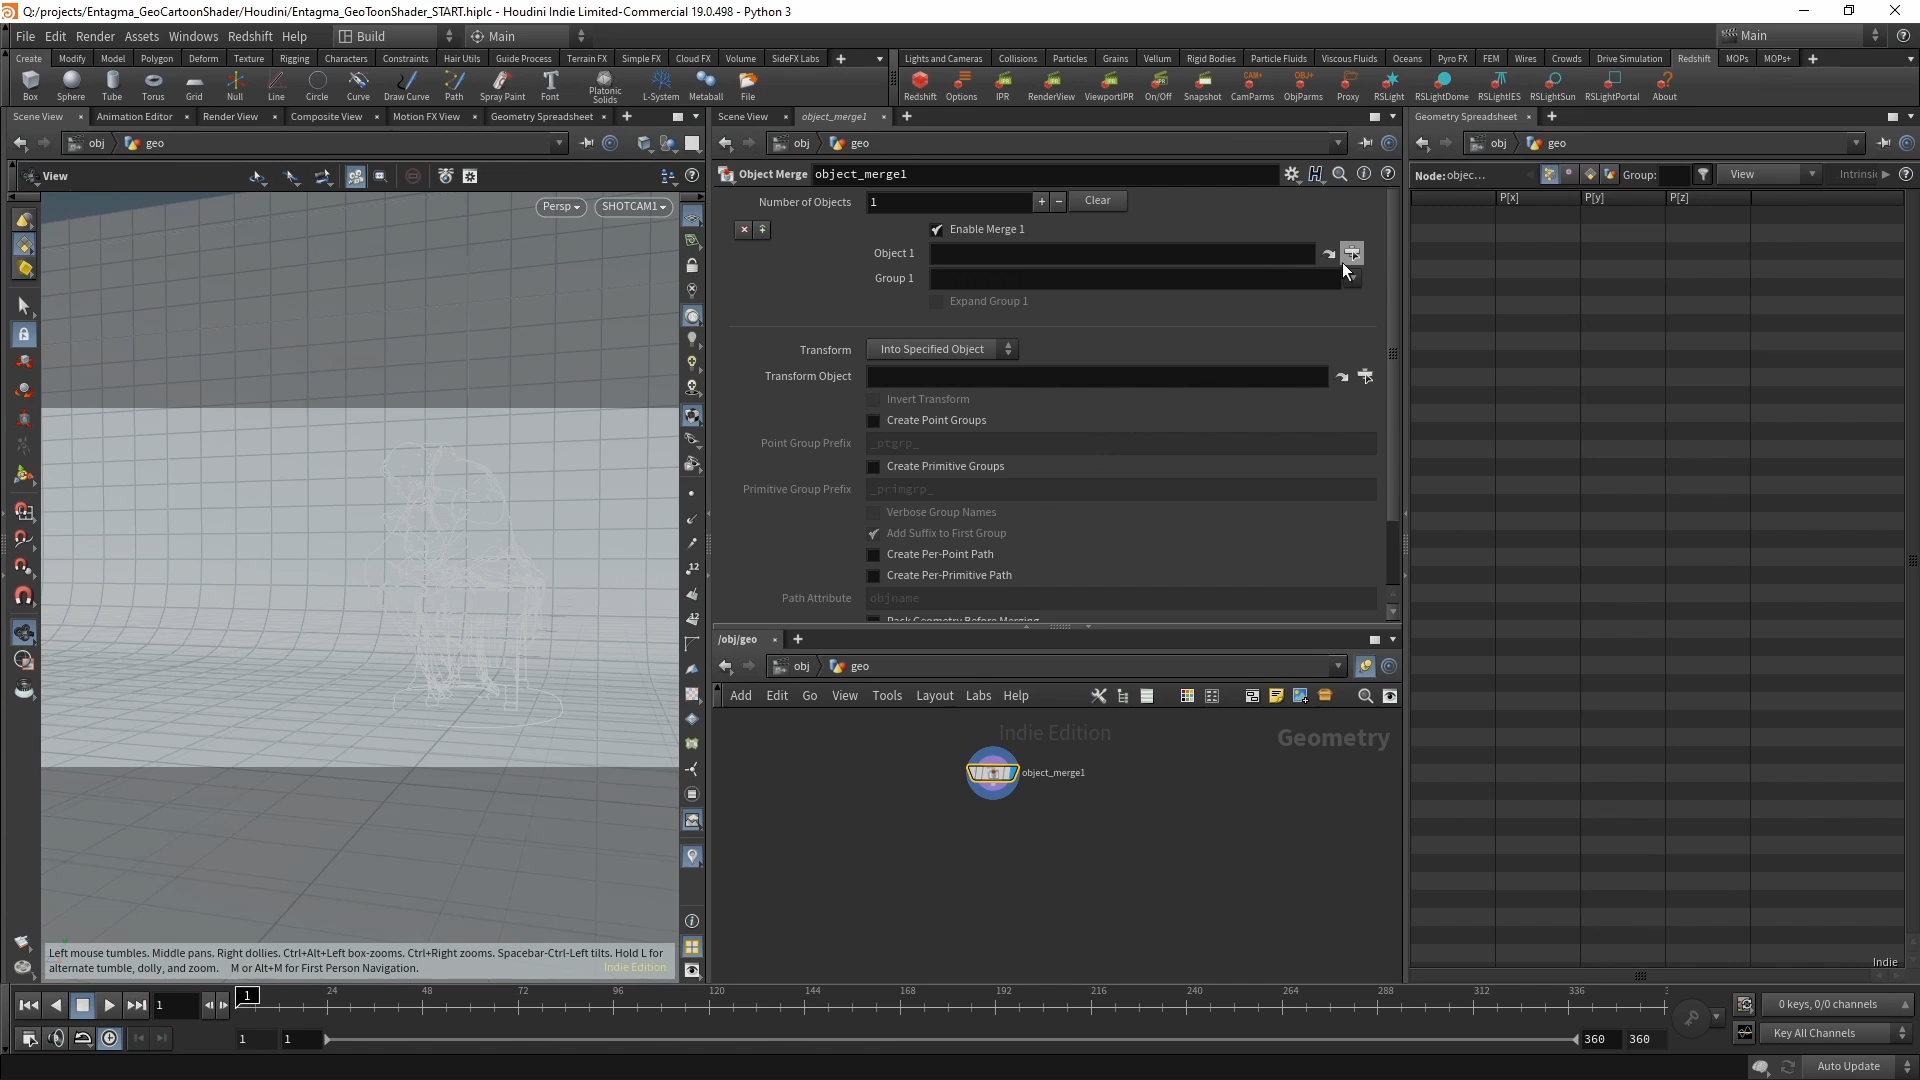 Q:/projects/Entagma_GeoCartoonShader/Houdini/Entagma_GeoToonShader_START.hiplc - Houdini Indie Limited-Commercial 19.0.498 - Python 3
File Edit Render Assets Windows Redshift Help Build Main Main
Create Modify Model Polygon Deform Texture Rigging Characters Constraints Hair Utils Guide Process Terrain FX Simple FX Cloud FX Volume SideFX Labs
Lights and Cameras Collisions Particles Grains Vellum Rigid Bodies Particle Fluids Viscous Fluids Oceans Pyro FX FEM Wires Crowds Drive Simulation Redshift MOPs MOPs+
Box Sphere Tube Torus Grid Null Line Circle Curve Draw Curve Path Spray Paint Font Platonic Solids L-System Metaball File
Redshift Options IPR RenderView ViewportIPR On/Off Snapshot CamParms ObjParms Proxy RSLight RSLightDome RSLightIES RSLightSun RSLightPortal About
Scene View Animation Editor Render View Composite View Motion FX View Geometry Spreadsheet
Scene View object_merge1
Geometry Spreadsheet
obj geo
obj geo
obj geo
View
Persp SHOTCAM1
Object Merge object_merge1
Number of Objects 1 + − Clear
Enable Merge 1
Object 1
Group 1
Expand Group 1
Transform Into Specified Object
Transform Object
Invert Transform
Create Point Groups
Point Group Prefix _ptgrp_
Create Primitive Groups
Primitive Group Prefix _primgrp_
Verbose Group Names
Add Suffix to First Group
Create Per-Point Path
Create Per-Primitive Path
Path Attribute objname
Pack Geometry Before Merging
Node: objec... Group: View Intrinsi
P[x] P[y] P[z]
/obj/geo
obj geo
Add Edit Go View Tools Layout Labs Help
Indie Edition
Geometry
object_merge1
Left mouse tumbles. Middle pans. Right dollies. Ctrl+Alt+Left box-zooms. Ctrl+Right zooms. Spacebar-Ctrl-Left tilts. Hold L for
alternate tumble, dolly, and zoom. M or Alt+M for First Person Navigation. Indie Edition
Indie
1 1 24 48 72 96 120 144 168 192 216 240 264 288 312 336
0 keys, 0/0 channels
1 1 360 360
Key All Channels
Auto Update